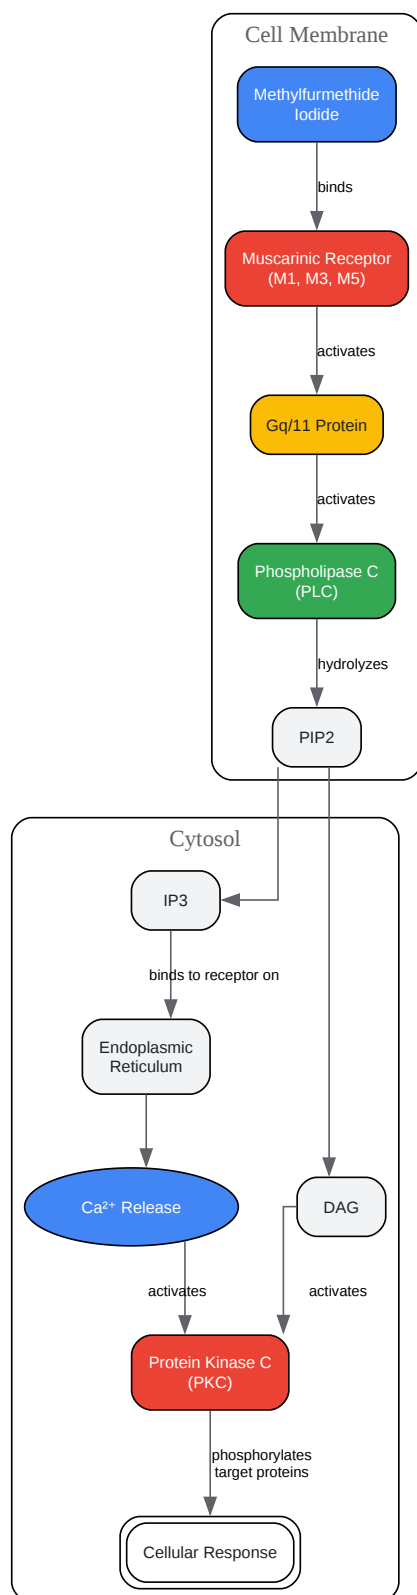 Cell Membrane
Methylfurmethide
Iodide
binds
Muscarinic Receptor
(M1, M3, M5)
activates
Gq/11 Protein
activates
Phospholipase C
(PLC)
hydrolyzes
PIP2
Cytosol
IP3
binds to receptor on
Endoplasmic
Reticulum
Ca²⁺ Release
DAG
activates
activates
Protein Kinase C
(PKC)
phosphorylates
target proteins
Cellular Response